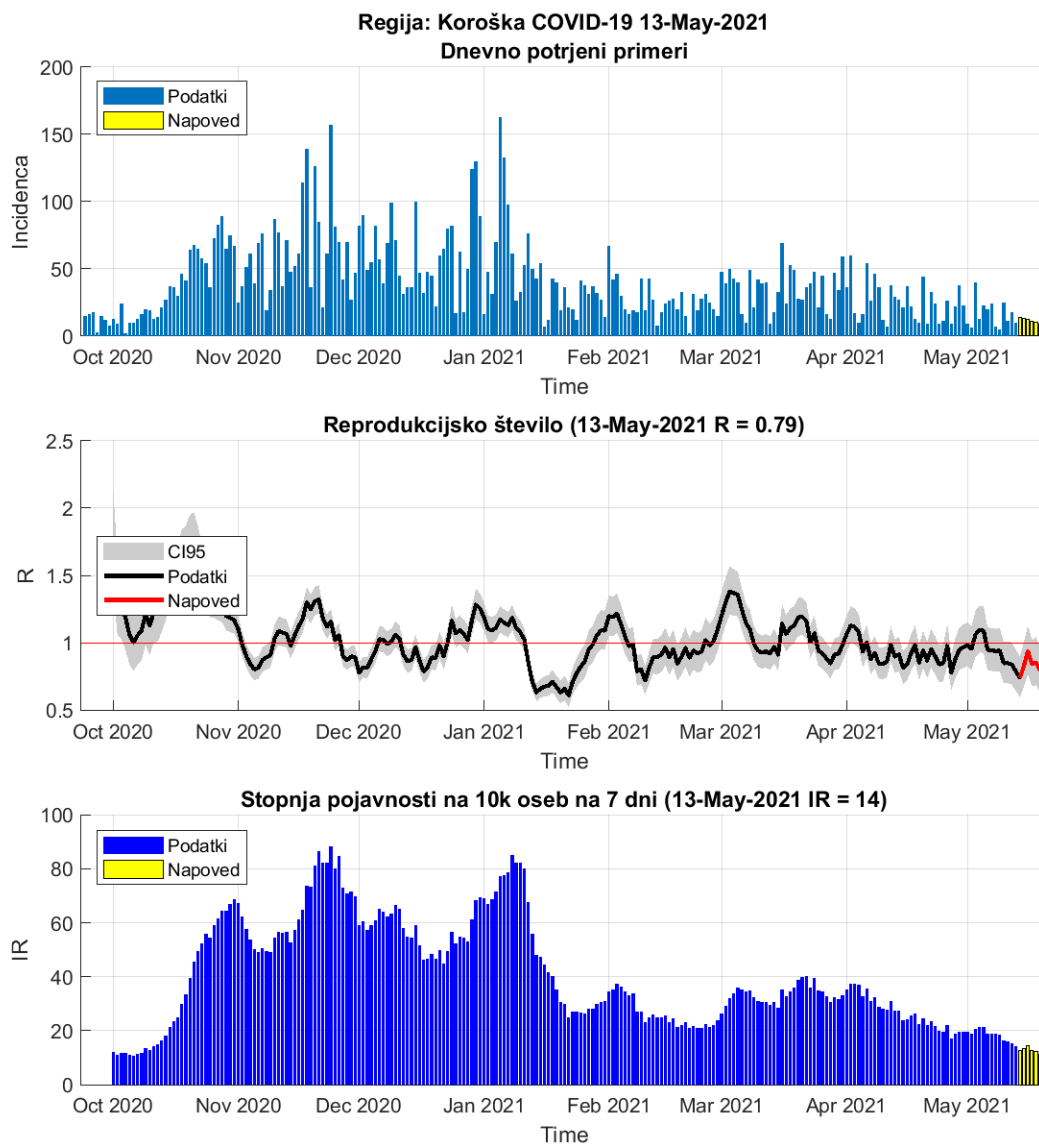 Regija: Koroška COVID-19 13-May-2021
Dnevno potrjeni primeri
200
150
100
50
0
Incidenca
Podatki
Napoved
Oct 2020 Nov 2020 Dec 2020 Jan 2021 Feb 2021 Mar 2021 Apr 2021 May 2021
Time
Reprodukcijsko število (13-May-2021 R = 0.79)
2.5
2
1.5
1
0.5
R
CI95
Podatki
Napoved
Oct 2020 Nov 2020 Dec 2020 Jan 2021 Feb 2021 Mar 2021 Apr 2021 May 2021
Time
Stopnja pojavnosti na 10k oseb na 7 dni (13-May-2021 IR = 14)
100
80
60
40
20
0
IR
Podatki
Napoved
Oct 2020 Nov 2020 Dec 2020 Jan 2021 Feb 2021 Mar 2021 Apr 2021 May 2021
Time